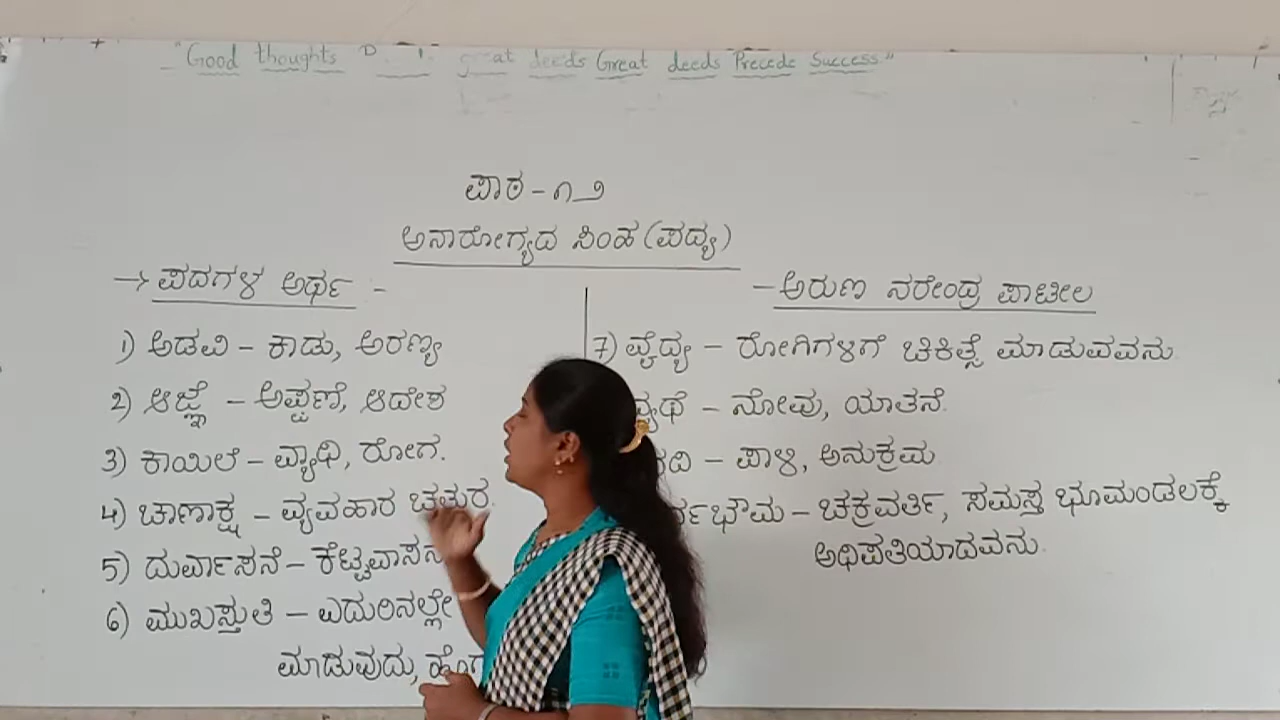 "Good thoughts great deeds Great deeds Precede Success"
ಪಾಠ - ೧೨
ಅನಾರೋಗ್ಯದ ಸಿಂಹ (ಪದ್ಯ)
- ಅರುಣ ನರೇಂದ್ರ ಪಾಟೀಲ
→ ಪದಗಳ ಅರ್ಥ -
1) ಅಡವಿ - ಕಾಡು, ಅರಣ್ಯ
2) ಆಜ್ಞೆ - ಅಪ್ಪಣೆ, ಆದೇಶ
3) ಕಾಯಿಲೆ - ವ್ಯಾಧಿ, ರೋಗ.
4) ಚಾಣಾಕ್ಷ - ವ್ಯವಹಾರ ಚತುರ.
5) ದುರ್ವಾಸನೆ - ಕೆಟ್ಟವಾಸನೆ
6) ಮುಖಸ್ತುತಿ - ಎದುರಿನಲ್ಲೇ
ಮಾಡುವುದು,
7) ವೈದ್ಯ - ರೋಗಿಗಳಿಗೆ ಚಿಕಿತ್ಸೆ ಮಾಡುವವನು.
ವ್ಯಥೆ - ನೋವು, ಯಾತನೆ.
- ಪಾಳಿ, ಅನುಕ್ರಮ
- ಚಕ್ರವರ್ತಿ, ಸಮಸ್ತ ಭೂಮಂಡಲಕ್ಕೆ
ಅಧಿಪತಿಯಾದವನು.